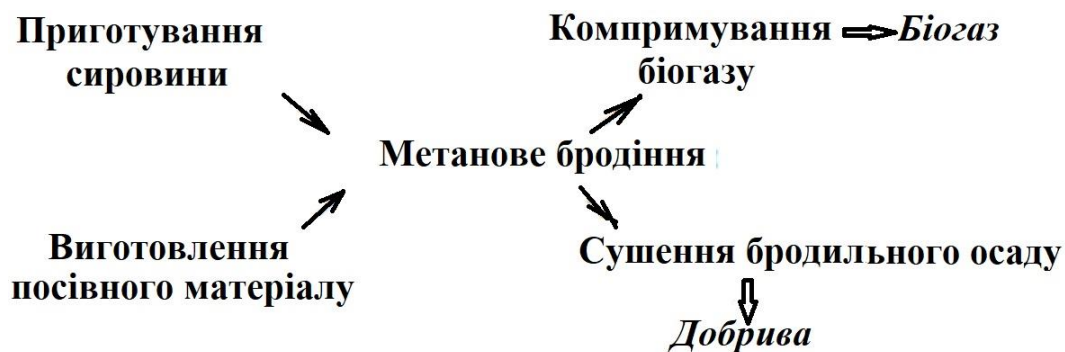 Приготування
сировини
Компримування
біогазу
Біогаз
Метанове бродіння
Виготовлення
посівного матеріалу
Сушення бродильного осаду
Добрива